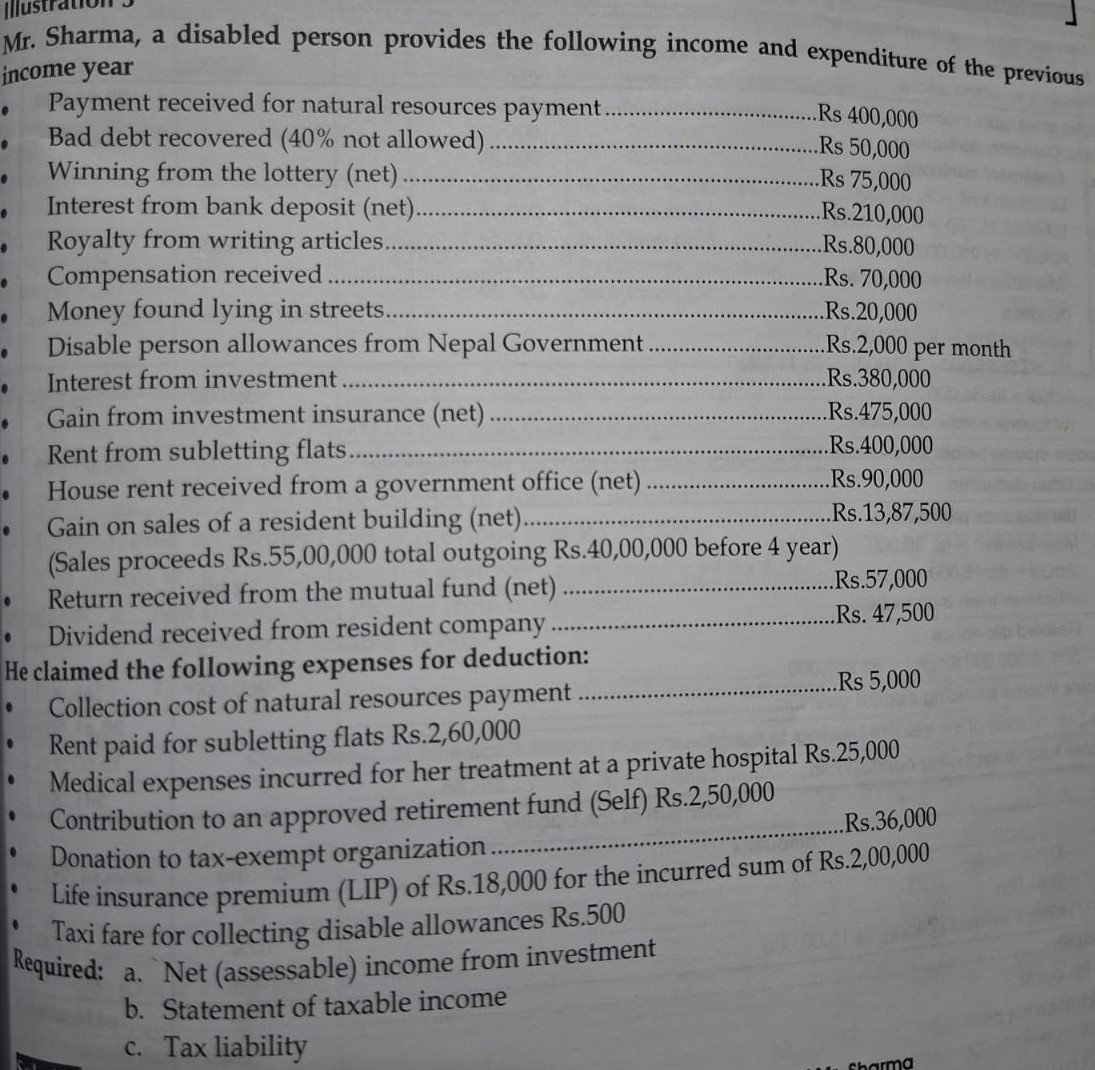 Illustration 3
Mr. Sharma, a disabled person provides the following income and expenditure of the previous
income year
• Payment received for natural resources payment..........Rs 400,000
• Bad debt recovered (40% not allowed)..........Rs 50,000
• Winning from the lottery (net)..........Rs 75,000
• Interest from bank deposit (net)..........Rs.210,000
• Royalty from writing articles..........Rs.80,000
• Compensation received..........Rs. 70,000
• Money found lying in streets..........Rs.20,000
• Disable person allowances from Nepal Government..........Rs.2,000 per month
• Interest from investment..........Rs.380,000
• Gain from investment insurance (net)..........Rs.475,000
• Rent from subletting flats..........Rs.400,000
• House rent received from a government office (net)..........Rs.90,000
• Gain on sales of a resident building (net)..........Rs.13,87,500
(Sales proceeds Rs.55,00,000 total outgoing Rs.40,00,000 before 4 year)
• Return received from the mutual fund (net)..........Rs.57,000
• Dividend received from resident company..........Rs. 47,500
He claimed the following expenses for deduction:
• Collection cost of natural resources payment..........Rs 5,000
• Rent paid for subletting flats Rs.2,60,000
• Medical expenses incurred for her treatment at a private hospital Rs.25,000
• Contribution to an approved retirement fund (Self) Rs.2,50,000
• Donation to tax-exempt organization..........Rs.36,000
• Life insurance premium (LIP) of Rs.18,000 for the incurred sum of Rs.2,00,000
• Taxi fare for collecting disable allowances Rs.500
Required: a. Net (assessable) income from investment
b. Statement of taxable income
c. Tax liability
Sharma